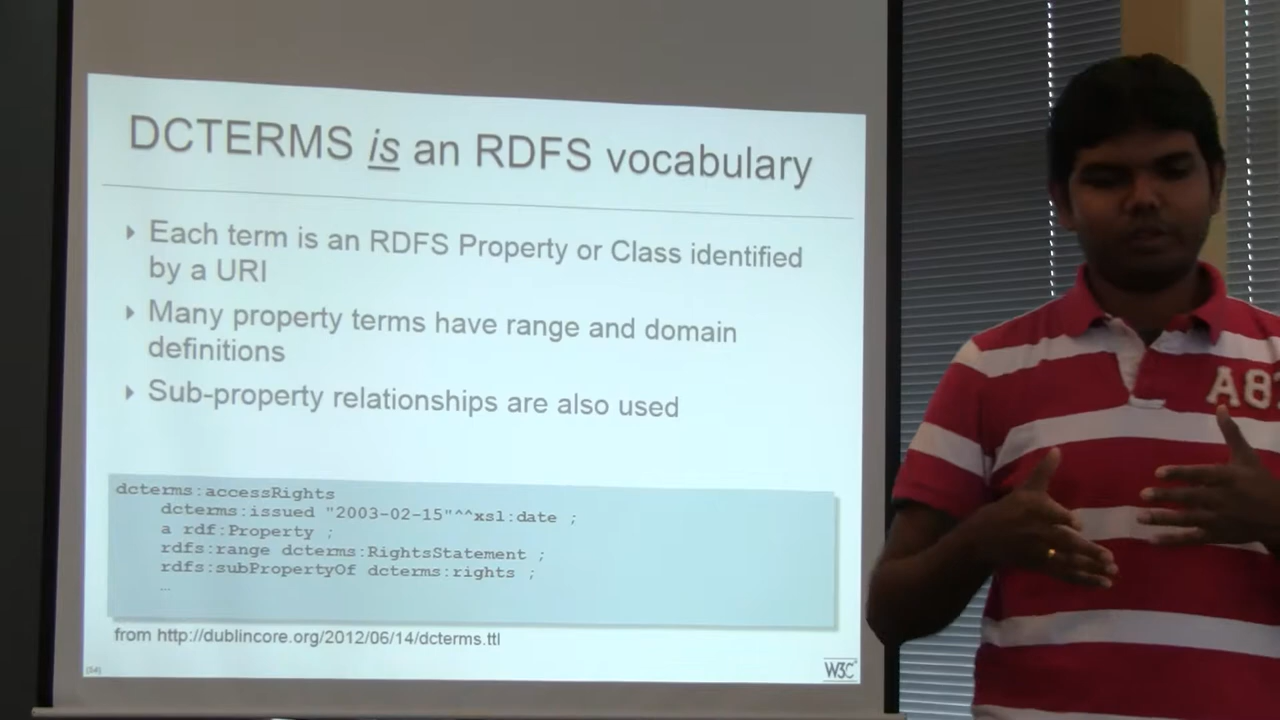 DCTERMS is an RDFS vocabulary
Each term is an RDFS Property or Class identified
by a URI
Many property terms have range and domain
definitions
Sub-property relationships are also used
dcterms:accessRights
dcterms:issued "2003-02-15"^^xsl:date ;
a rdf:Property ;
rdfs:range dcterms:RightsStatement ;
rdfs:subPropertyOf dcterms:rights ;
…
from http://dublincore.org/2012/06/14/dcterms.ttl
W3C